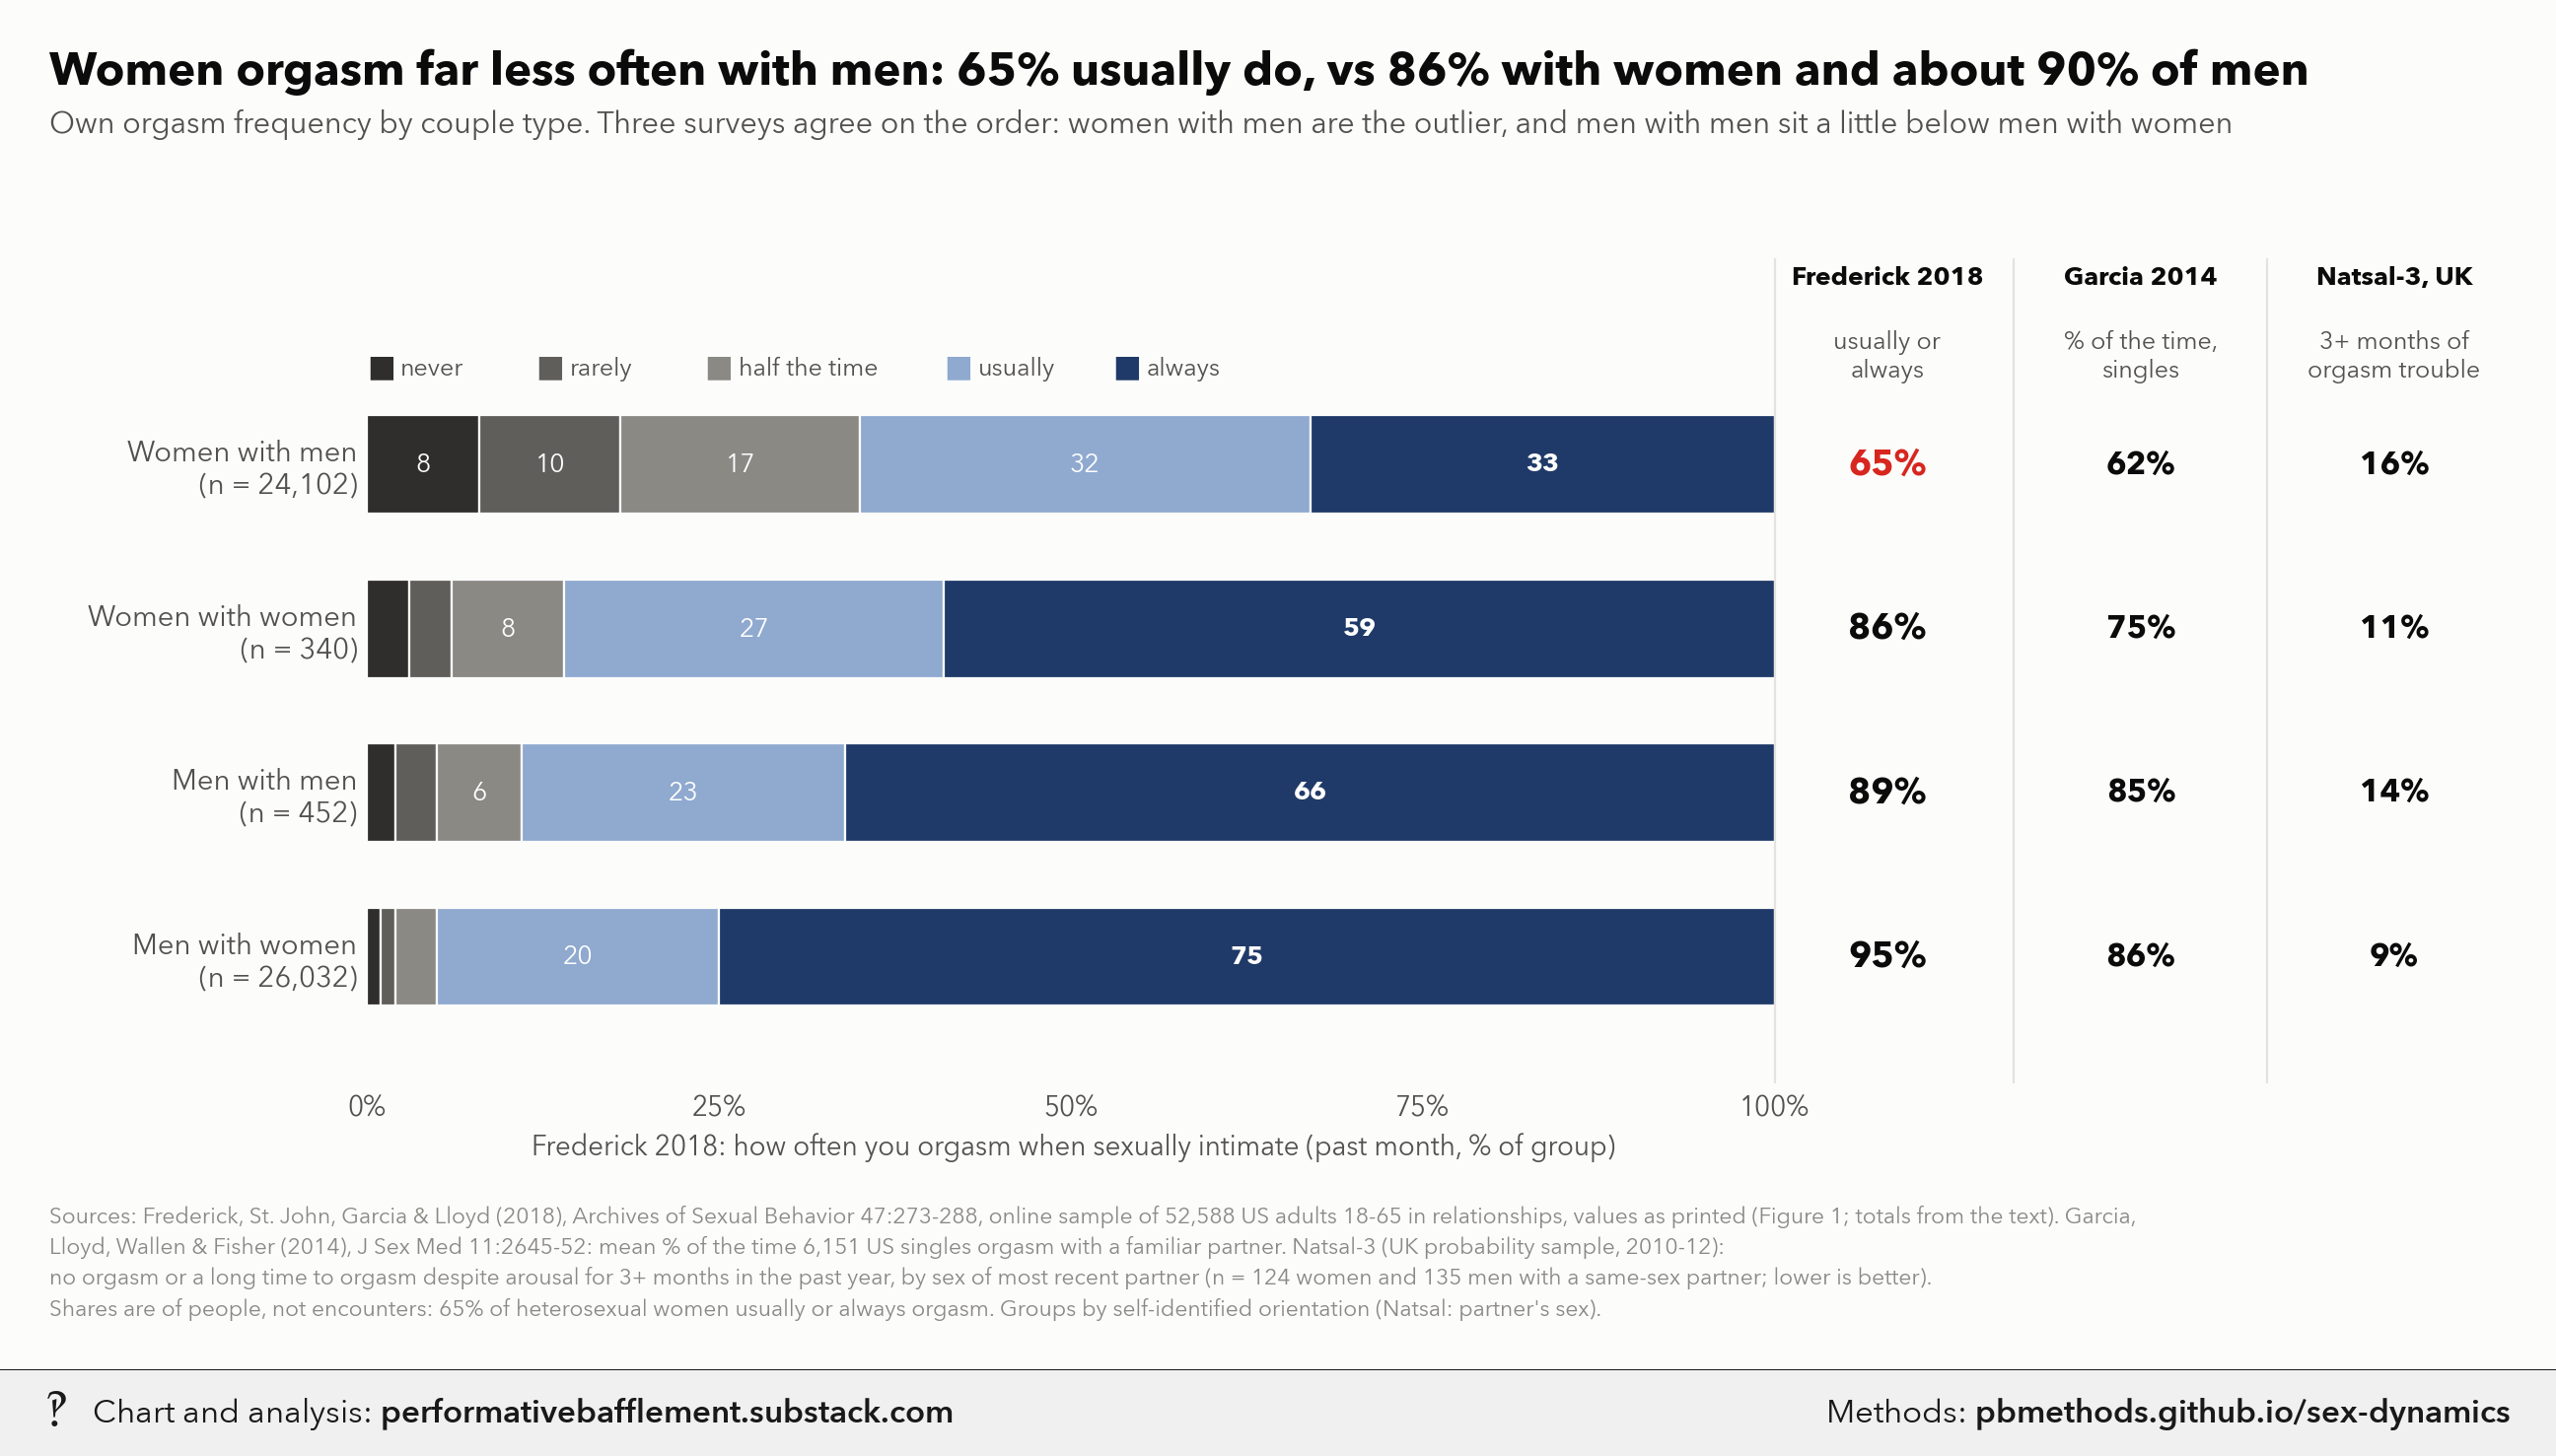 Women orgasm far less often with men: 65% usually do, vs 86% with women and about 90% of men
Own orgasm frequency by couple type. Three surveys agree on the order: women with men are the outlier, and men with men sit a little below men with women
Frederick 2018 Garcia 2014 Natsal-3, UK
usually or always % of the time, singles 3+ months of orgasm trouble
never rarely half the time usually always
Women with men
(n = 24,102)
8 10 17 32 33 65% 62% 16%
Women with women
(n = 340)
8 27 59 86% 75% 11%
Men with men
(n = 452)
6 23 66 89% 85% 14%
Men with women
(n = 26,032)
20 75 95% 86% 9%
0% 25% 50% 75% 100%
Frederick 2018: how often you orgasm when sexually intimate (past month, % of group)
Sources: Frederick, St. John, Garcia & Lloyd (2018), Archives of Sexual Behavior 47:273-288, online sample of 52,588 US adults 18-65 in relationships, values as printed (Figure 1; totals from the text). Garcia,
Lloyd, Wallen & Fisher (2014), J Sex Med 11:2645-52: mean % of the time 6,151 US singles orgasm with a familiar partner. Natsal-3 (UK probability sample, 2010-12):
no orgasm or a long time to orgasm despite arousal for 3+ months in the past year, by sex of most recent partner (n = 124 women and 135 men with a same-sex partner; lower is better).
Shares are of people, not encounters: 65% of heterosexual women usually or always orgasm. Groups by self-identified orientation (Natsal: partner's sex).
‽ Chart and analysis: performativebafflement.substack.com
Methods: pbmethods.github.io/sex-dynamics